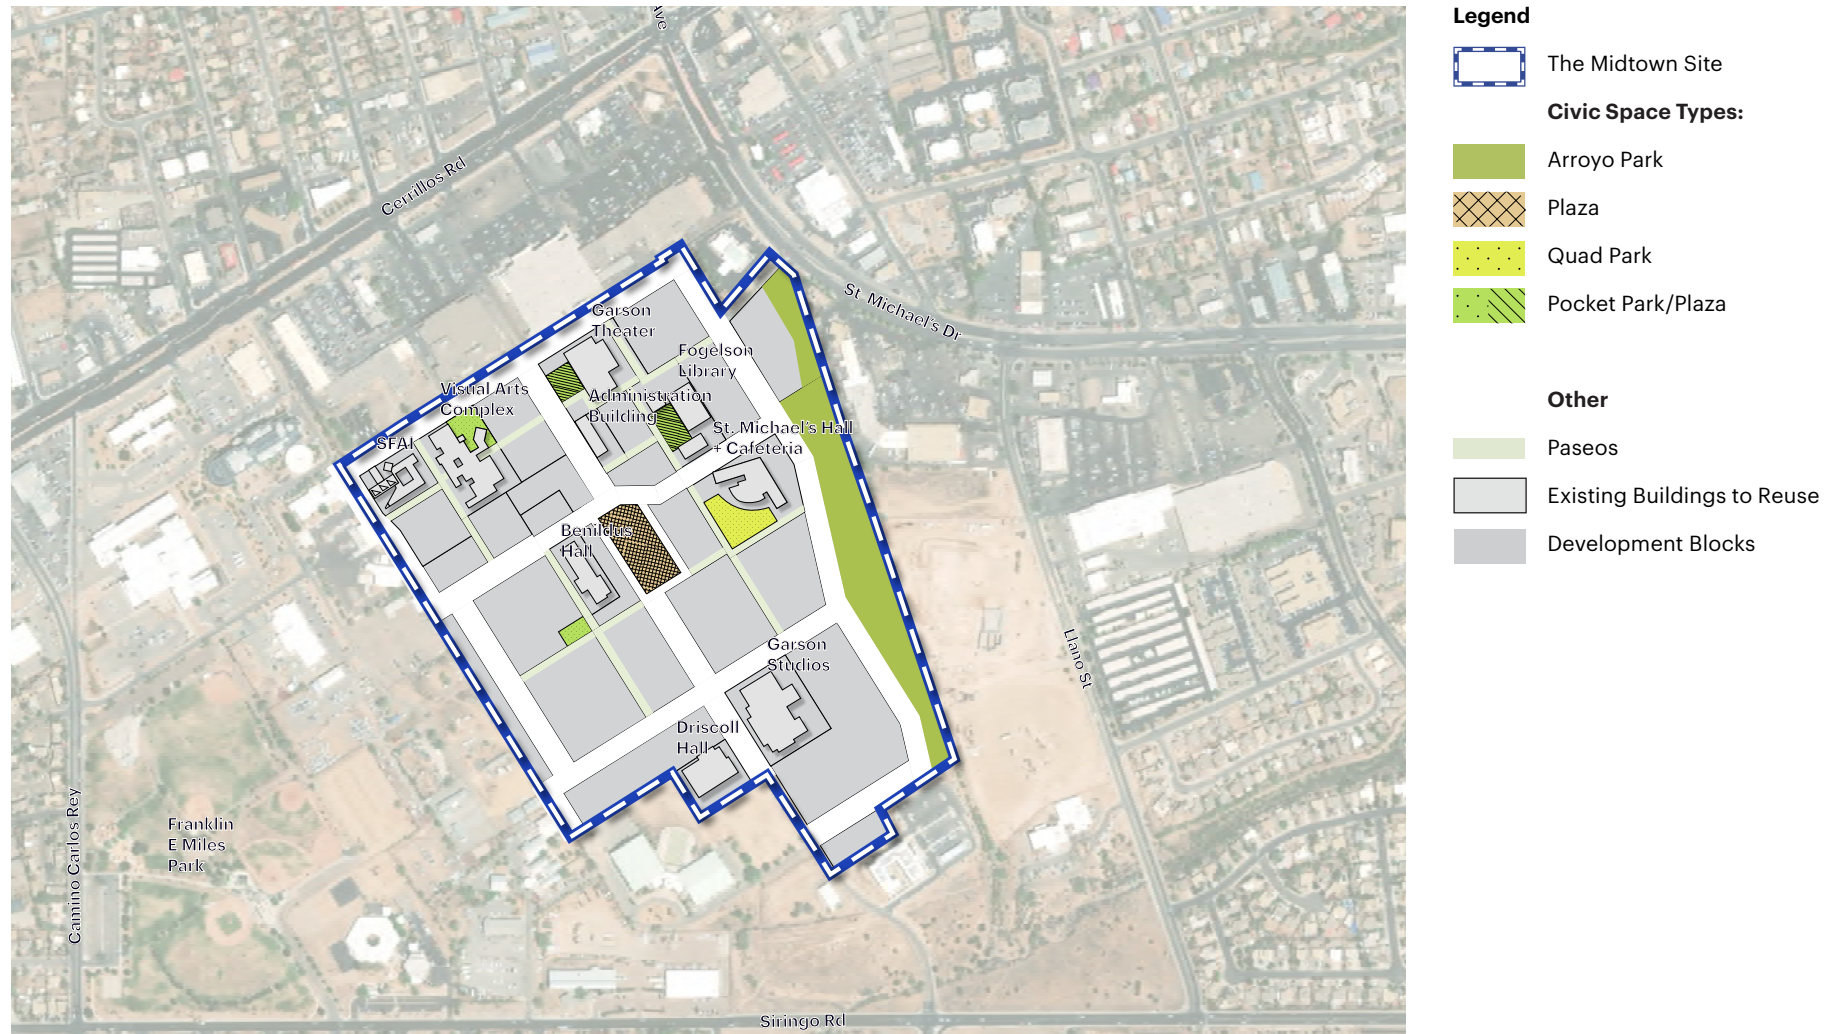 Ave
Cerrillos Rd
St. Michael's Dr
Garson
Theater
Fogelson
Library
Visual Arts
Complex
Administration
Building
SFAI
St. Michael's Hall
+ Cafeteria
Benildus
Hall
Garson
Studios
Llano St
Driscoll
Hall
Franklin
E Miles
Park
Camino Carlos Rey
Siringo Rd
Legend
The Midtown Site
Civic Space Types:
Arroyo Park
Plaza
Quad Park
Pocket Park/Plaza
Other
Paseos
Existing Buildings to Reuse
Development Blocks